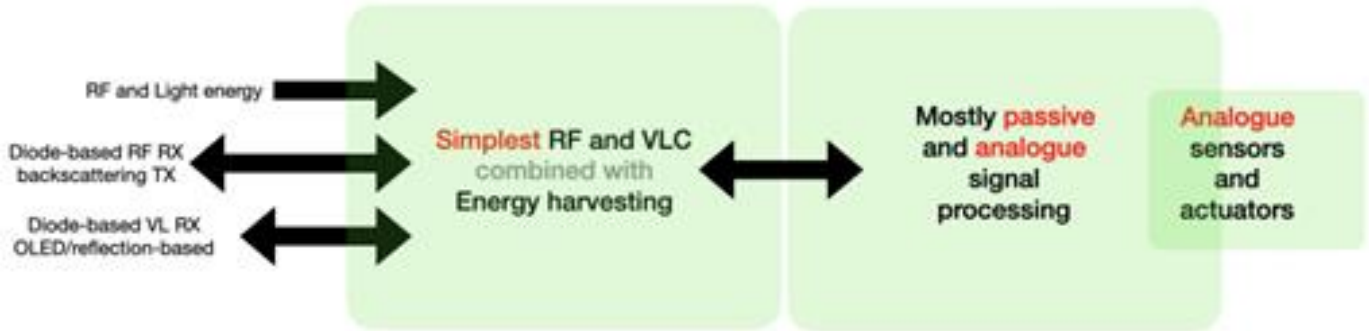 RF and Light energy
Diode-based RF RX
backscattering TX
Diode-based VL RX
OLED/reflection-based
Simplest RF and VLC
combined with
Energy harvesting
Mostly passive
and analogue
signal
processing
Analogue
sensors
and
actuators